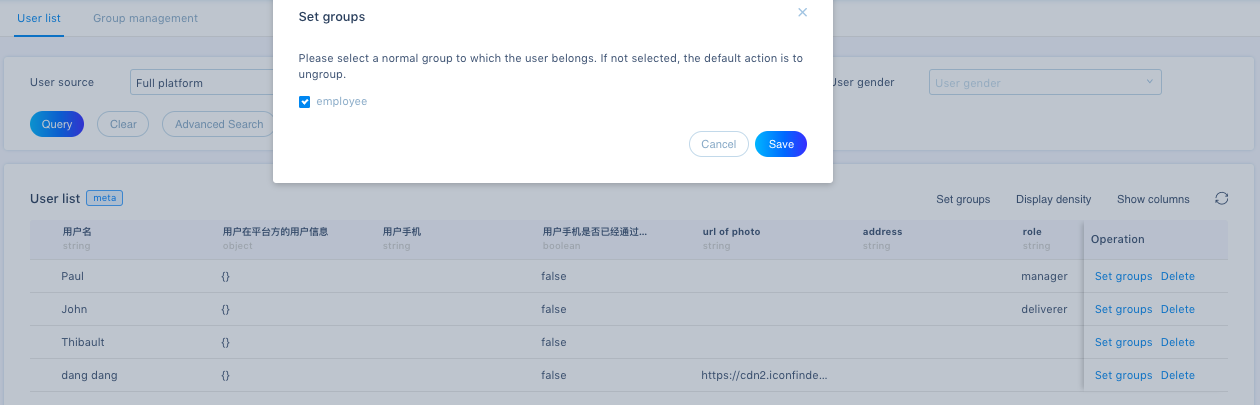 User list
Group management
Set groups
Please select a normal group to which the user belongs. If not selected, the default action is to
ungroup.
employee
Cancel
Save
User source
Full platform
User gender
User gender
Query
Clear
Advanced Search
User list
meta
Set groups
Display density
Show columns
用户名
用户在平台方的用户信息
用户手机
用户手机是否已经通过...
url of photo
address
role
Operation
string
object
string
boolean
string
string
string
Paul
{}
false
manager
Set groups
Delete
John
{}
false
deliverer
Set groups
Delete
Thibault
{}
false
Set groups
Delete
dang dang
{}
false
https://cdn2.iconfinde...
Set groups
Delete